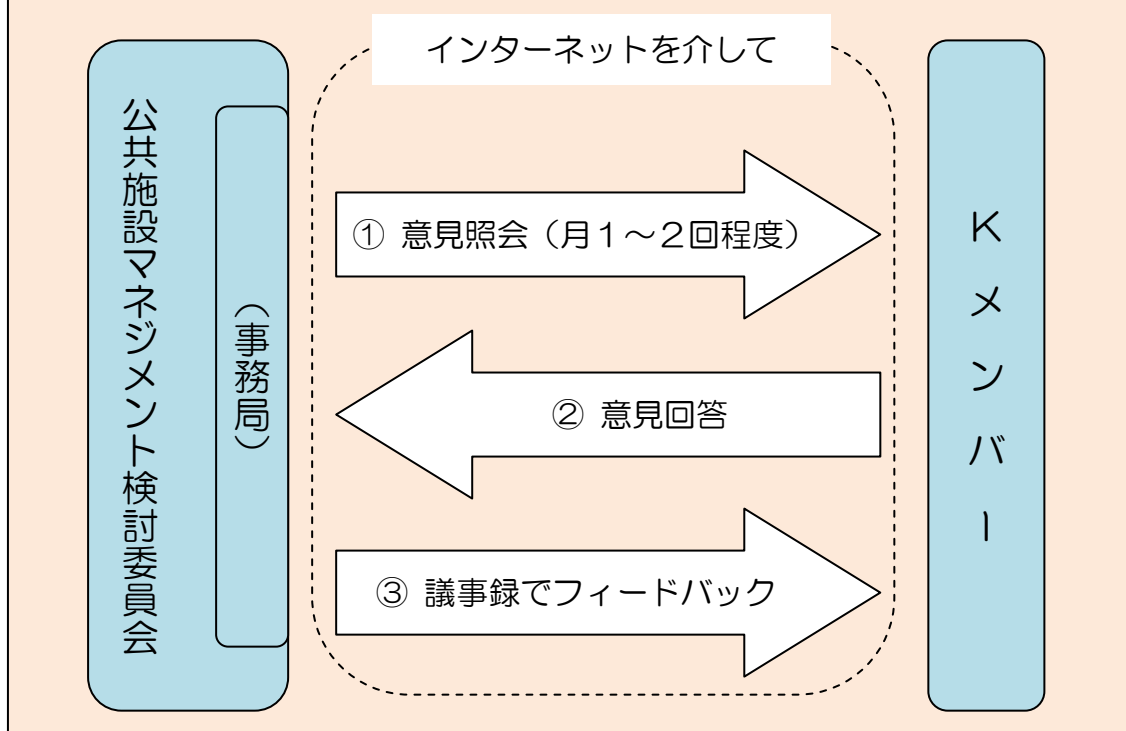 インターネットを介して
公共施設マネジメント検討委員会
（事務局）
① 意見照会（月１～２回程度）
② 意見回答
③ 議事録でフィードバック
Ｋメンバー